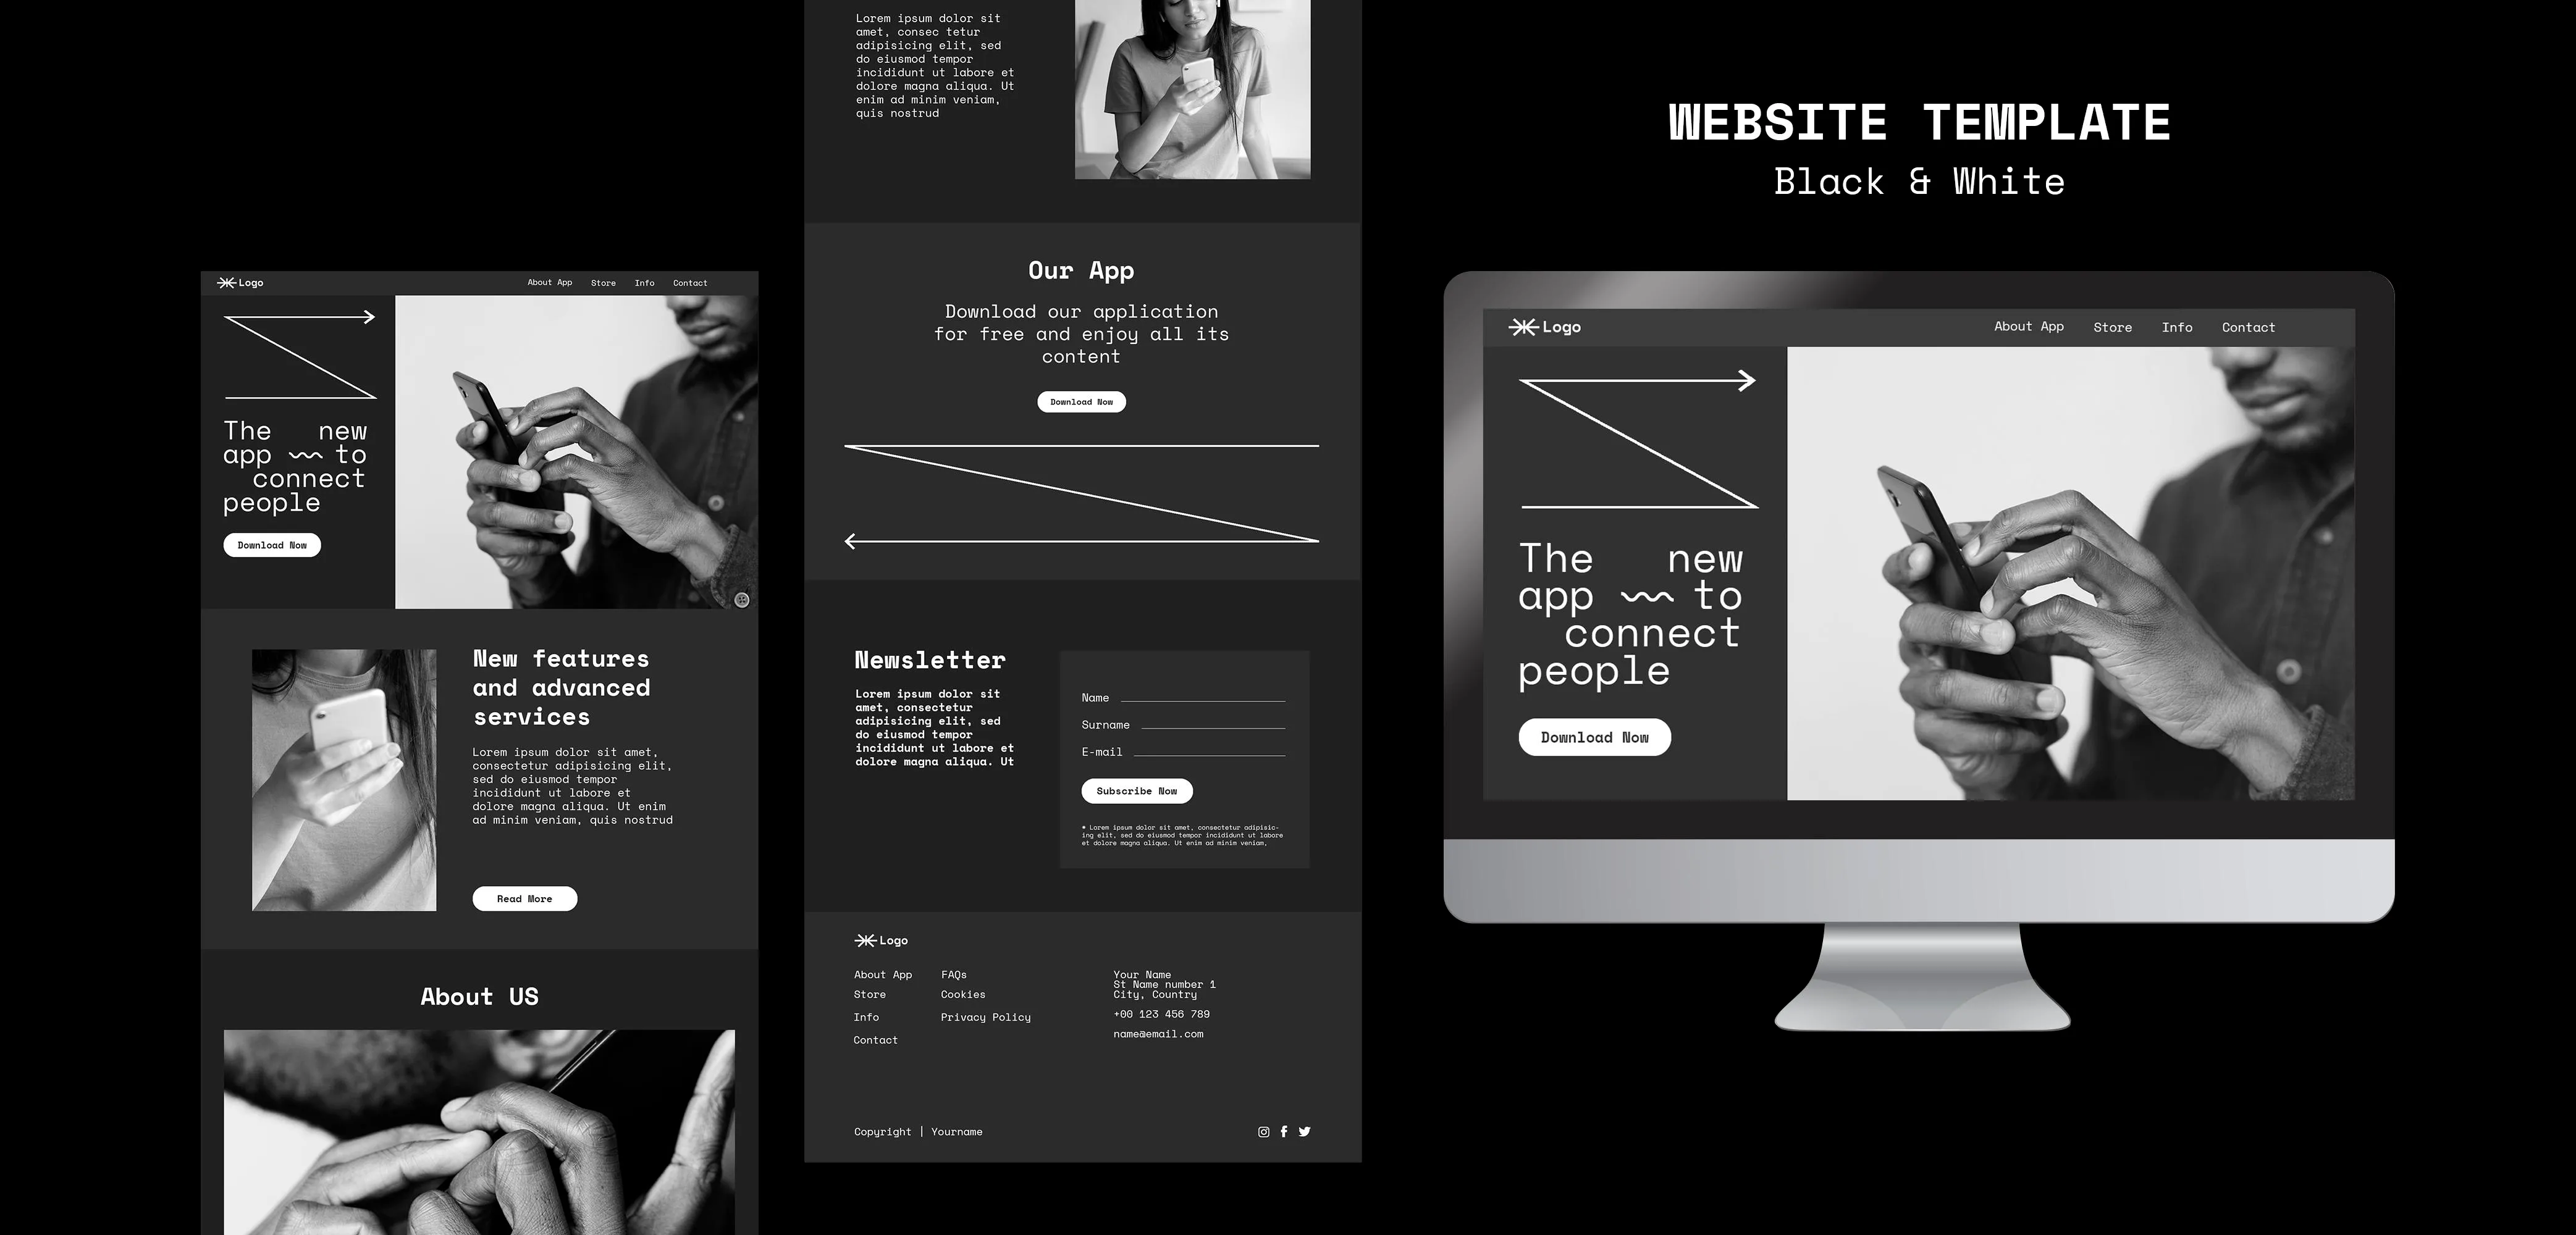 Logo
About App Store Info Contact
The new
app to
connect
people
Download Now
New features
and advanced
services
Lorem ipsum dolor sit amet,
consectetur adipisicing elit,
sed do eiusmod tempor
incididunt ut labore et
dolore magna aliqua. Ut enim
ad minim veniam, quis nostrud
Read More
About US
Lorem ipsum dolor sit
amet, consec tetur
adipisicing elit, sed
do eiusmod tempor
incididunt ut labore et
dolore magna aliqua. Ut
enim ad minim veniam,
quis nostrud
Our App
Download our application
for free and enjoy all its
content
Download Now
Newsletter
Lorem ipsum dolor sit
amet, consectetur
adipisicing elit, sed
do eiusmod tempor
incididunt ut labore et
dolore magna aliqua. Ut
Name
Surname
E-mail
Subscribe Now
* Lorem ipsum dolor sit amet, consectetur adipisic-
ing elit, sed do eiusmod tempor incididunt ut labore
et dolore magna aliqua. Ut enim ad minim veniam,
Logo
About App
Store
Info
Contact
FAQs
Cookies
Privacy Policy
Your Name
St Name number 1
City, Country
+00 123 456 789
name@email.com
Copyright | Yourname
WEBSITE TEMPLATE
Black & White
Logo
About App Store Info Contact
The new
app to
connect
people
Download Now